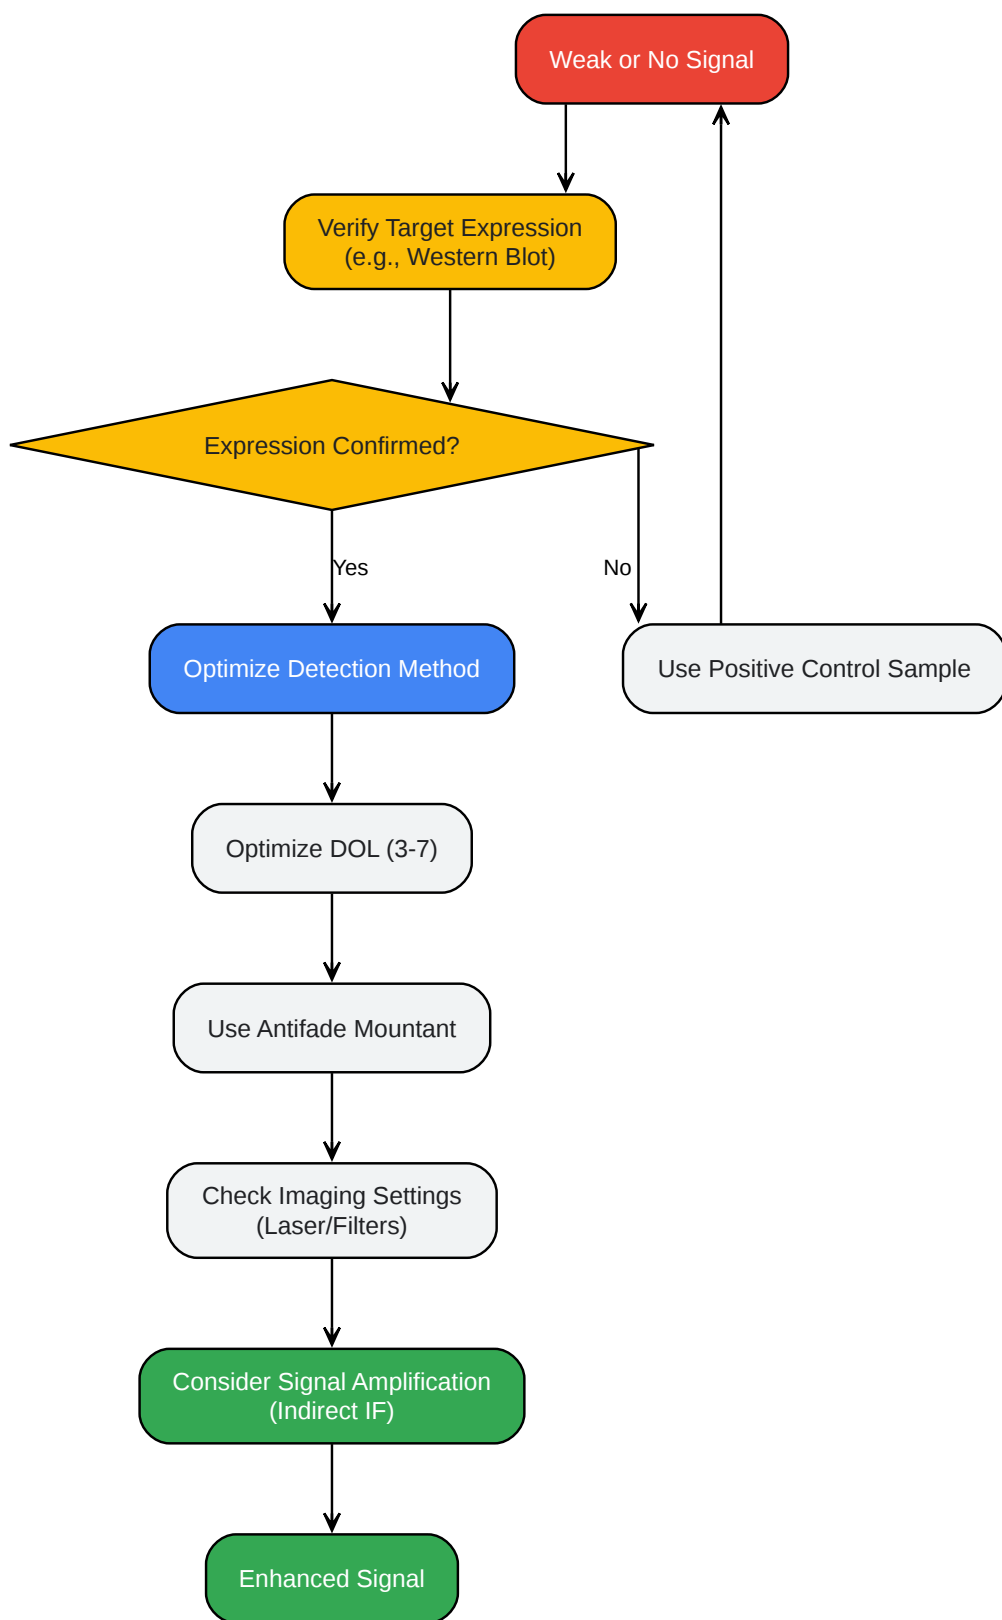 Weak or No Signal
Verify Target Expression
(e.g., Western Blot)
Expression Confirmed?
Yes
No
Optimize Detection Method
Use Positive Control Sample
Optimize DOL (3-7)
Use Antifade Mountant
Check Imaging Settings
(Laser/Filters)
Consider Signal Amplification
(Indirect IF)
Enhanced Signal